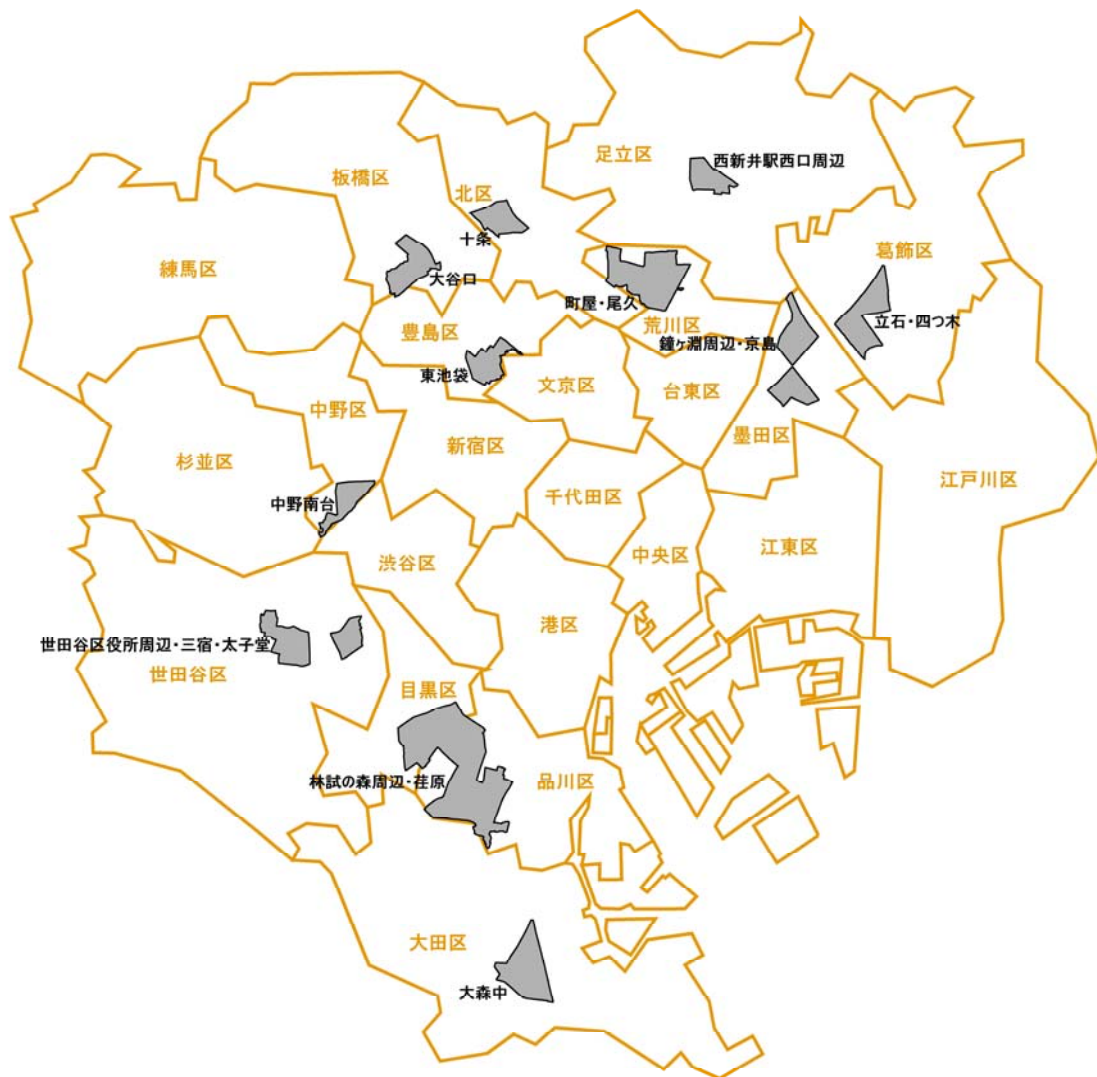 足立区
西新井駅西口周辺
板橋区
北区
十条
葛飾区
練馬区
大谷口
町屋・尾久
荒川区
立石・四つ木
豊島区
鐘ヶ淵周辺・京島
東池袋
文京区
台東区
中野区
墨田区
新宿区
杉並区
江戸川区
中野南台
千代田区
江東区
中央区
渋谷区
港区
世田谷区役所周辺・三宿・太子堂
世田谷区
目黒区
林試の森周辺・荏原
品川区
大田区
大森中